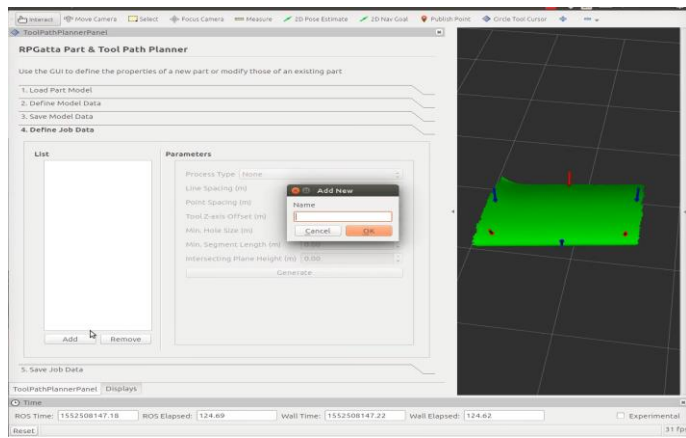 Interact Move Camera Select Focus Camera Measure 2D Pose Estimate 2D Nav Goal Publish Point Circle Tool Cursor
ToolPathPlannerPanel
RPGatta Part & Tool Path Planner
Use the GUI to define the properties of a new part or modify those of an existing part
1. Load Part Model
2. Define Model Data
3. Save Model Data
4. Define Job Data
List Parameters
Process Type None
Line Spacing (m)
Point Spacing (m)
Tool Z-axis Offset (m)
Min. Hole Size (m)
Min. Segment Length (m) 0.00
Intersecting Plane Height (m) 0.00
Generate
Add New
Name
Cancel OK
Add Remove
5. Save Job Data
ToolPathPlannerPanel Displays
Time
ROS Time: 1552508147.18 ROS Elapsed: 124.69 Wall Time: 1552508147.22 Wall Elapsed: 124.62 Experimental
Reset 31 fps